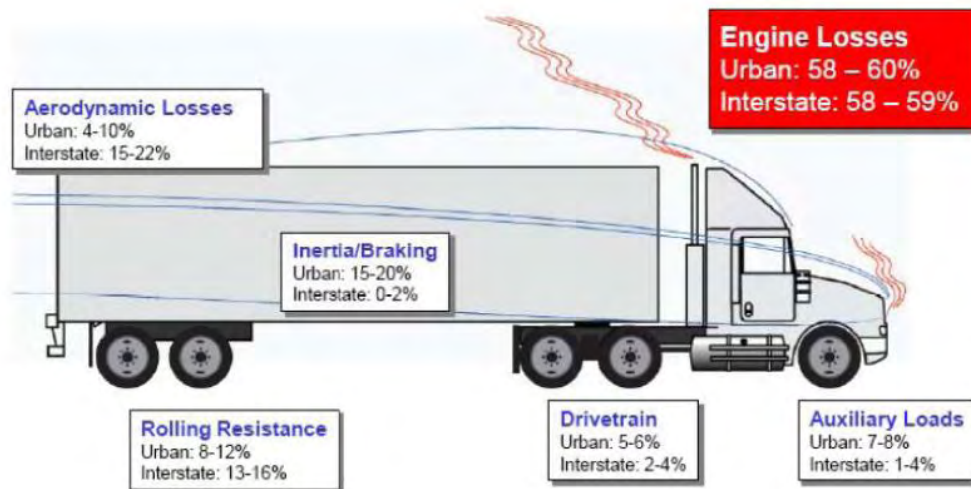 Engine Losses
Urban: 58 – 60%
Interstate: 58 – 59%
Aerodynamic Losses
Urban: 4-10%
Interstate: 15-22%
Inertia/Braking
Urban: 15-20%
Interstate: 0-2%
Rolling Resistance
Urban: 8-12%
Interstate: 13-16%
Drivetrain
Urban: 5-6%
Interstate: 2-4%
Auxiliary Loads
Urban: 7-8%
Interstate: 1-4%